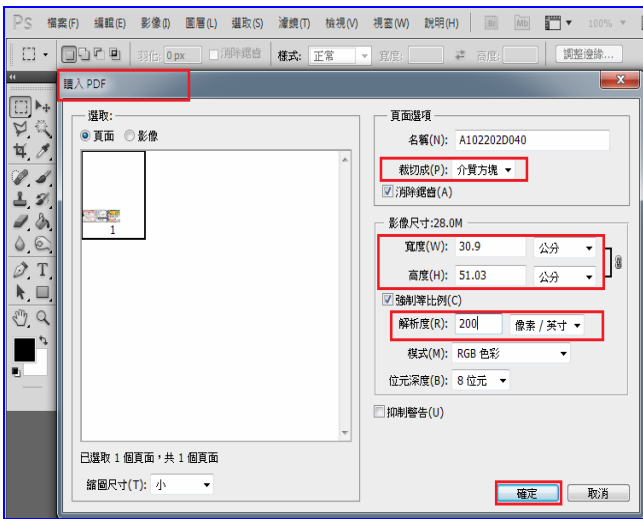 PS 檔案(F) 編輯(E) 影像(I) 圖層(L) 選取(S) 濾鏡(T) 檢視(V) 視窗(W) 說明(H) Br Mb 100%
羽化: 0 px 消除鋸齒 樣式: 正常 寬度: 高度: 調整邊緣...
讀入 PDF
選取:
頁面 影像
1
已選取 1 個頁面,共 1 個頁面
縮圖尺寸(T): 小
頁面選項
名稱(N): A102202D040
裁切成(P): 介質方塊
消除鋸齒(A)
影像尺寸:28.0M
寬度(W): 30.9 公分
高度(H): 51.03 公分
強制等比例(C)
解析度(R): 200 像素 / 英寸
模式(M): RGB 色彩
位元深度(B): 8 位元
抑制警告(U)
確定 取消